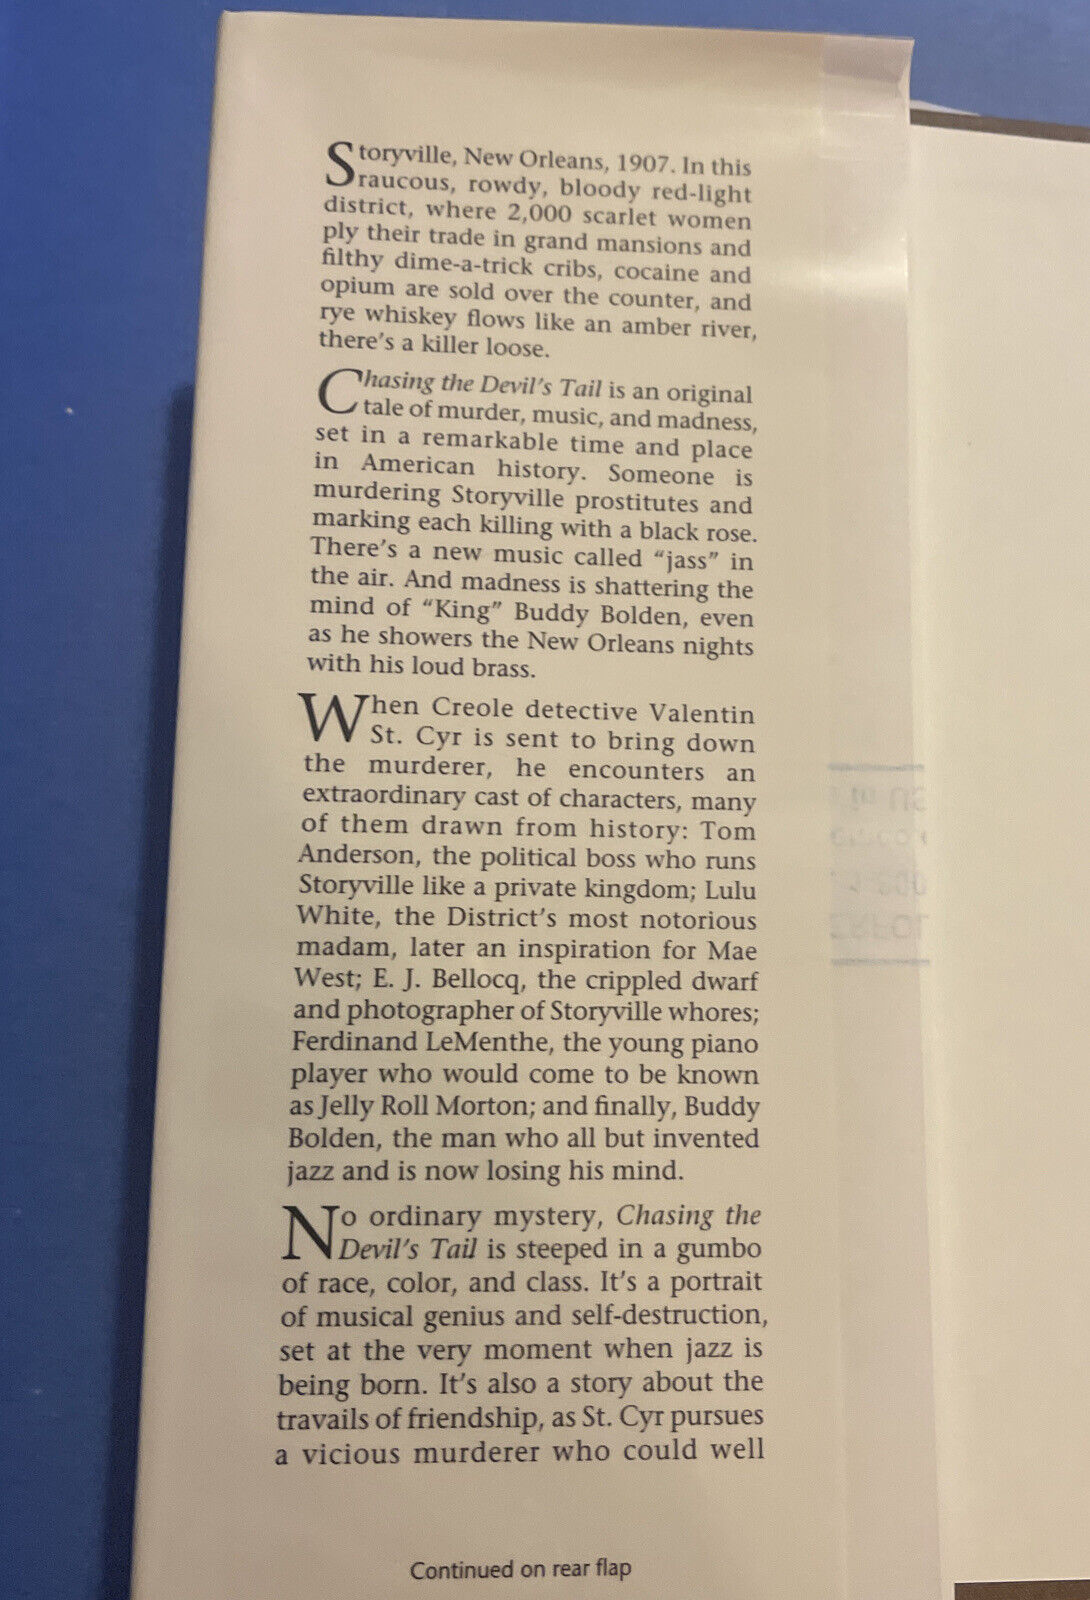 Storyville, New Orleans, 1907. In this
raucous, rowdy, bloody red-light
district, where 2,000 scarlet women
ply their trade in grand mansions and
filthy dime-a-trick cribs, cocaine and
opium are sold over the counter, and
rye whiskey flows like an amber river,
there's a killer loose.
Chasing the Devil's Tail is an original
tale of murder, music, and madness,
set in a remarkable time and place
in American history. Someone is
murdering Storyville prostitutes and
marking each killing with a black rose.
There's a new music called “jass” in
the air. And madness is shattering the
mind of “King” Buddy Bolden, even
as he showers the New Orleans nights
with his loud brass.
When Creole detective Valentin
St. Cyr is sent to bring down
the murderer, he encounters an
extraordinary cast of characters, many
of them drawn from history: Tom
Anderson, the political boss who runs
Storyville like a private kingdom; Lulu
White, the District's most notorious
madam, later an inspiration for Mae
West; E. J. Bellocq, the crippled dwarf
and photographer of Storyville whores;
Ferdinand LeMenthe, the young piano
player who would come to be known
as Jelly Roll Morton; and finally, Buddy
Bolden, the man who all but invented
jazz and is now losing his mind.
No ordinary mystery, Chasing the
Devil's Tail is steeped in a gumbo
of race, color, and class. It's a portrait
of musical genius and self-destruction,
set at the very moment when jazz is
being born. It's also a story about the
travails of friendship, as St. Cyr pursues
a vicious murderer who could well
Continued on rear flap